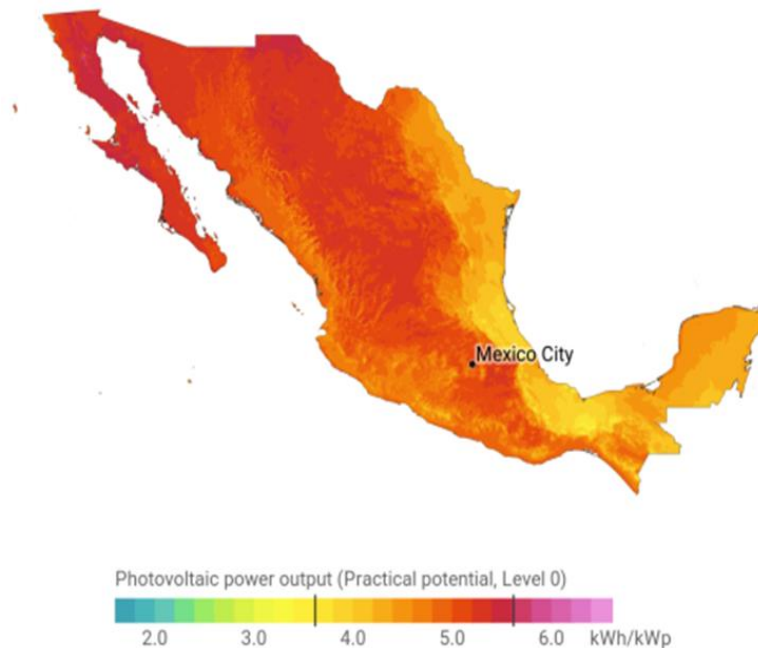 Mexico City
Photovoltaic power output (Practical potential, Level 0)
2.0 3.0 4.0 5.0 6.0 kWh/kWp